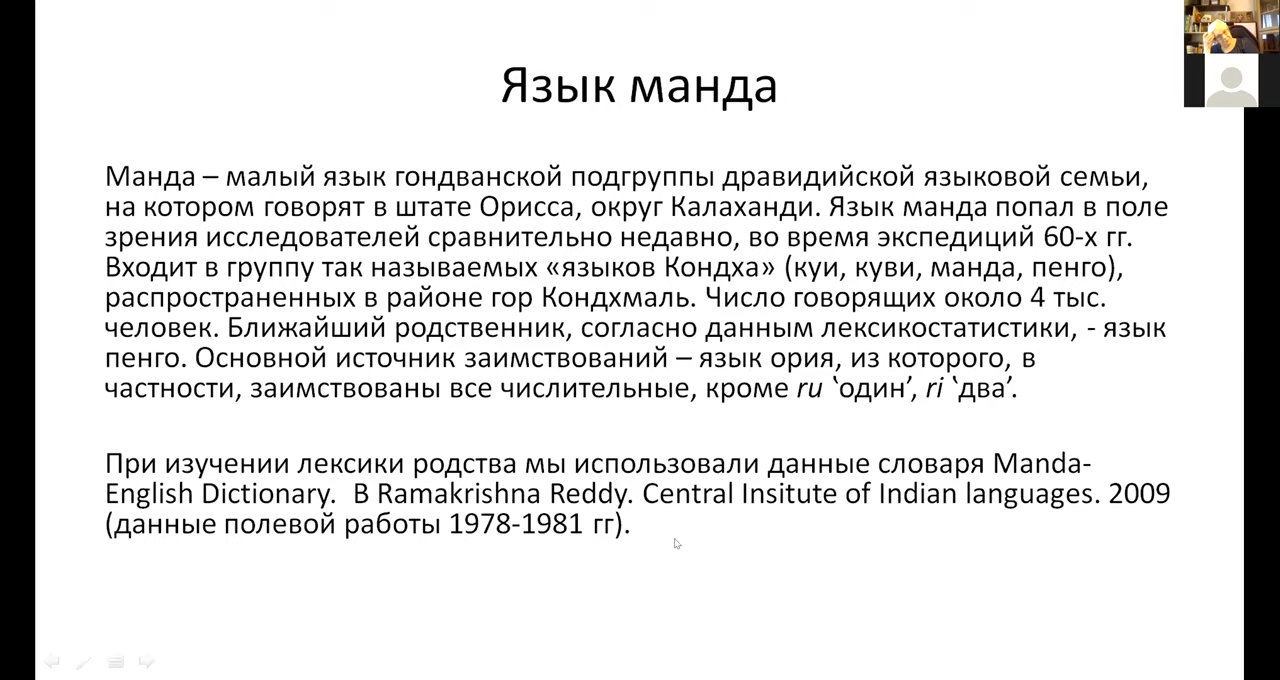 Язык манда
Манда – малый язык гондванской подгруппы дравидийской языковой семьи,
на котором говорят в штате Орисса, округ Калаханди. Язык манда попал в поле
зрения исследователей сравнительно недавно, во время экспедиций 60-х гг.
Входит в группу так называемых «языков Кондха» (куи, куви, манда, пенго),
распространенных в районе гор Кондхмаль. Число говорящих около 4 тыс.
человек. Ближайший родственник, согласно данным лексикостатистики, - язык
пенго. Основной источник заимствований – язык ория, из которого, в
частности, заимствованы все числительные, кроме ru ‛один’, ri ‛два’.
При изучении лексики родства мы использовали данные словаря Manda-
English Dictionary.  В Ramakrishna Reddy. Central Insitute of Indian languages. 2009
(данные полевой работы 1978-1981 гг).